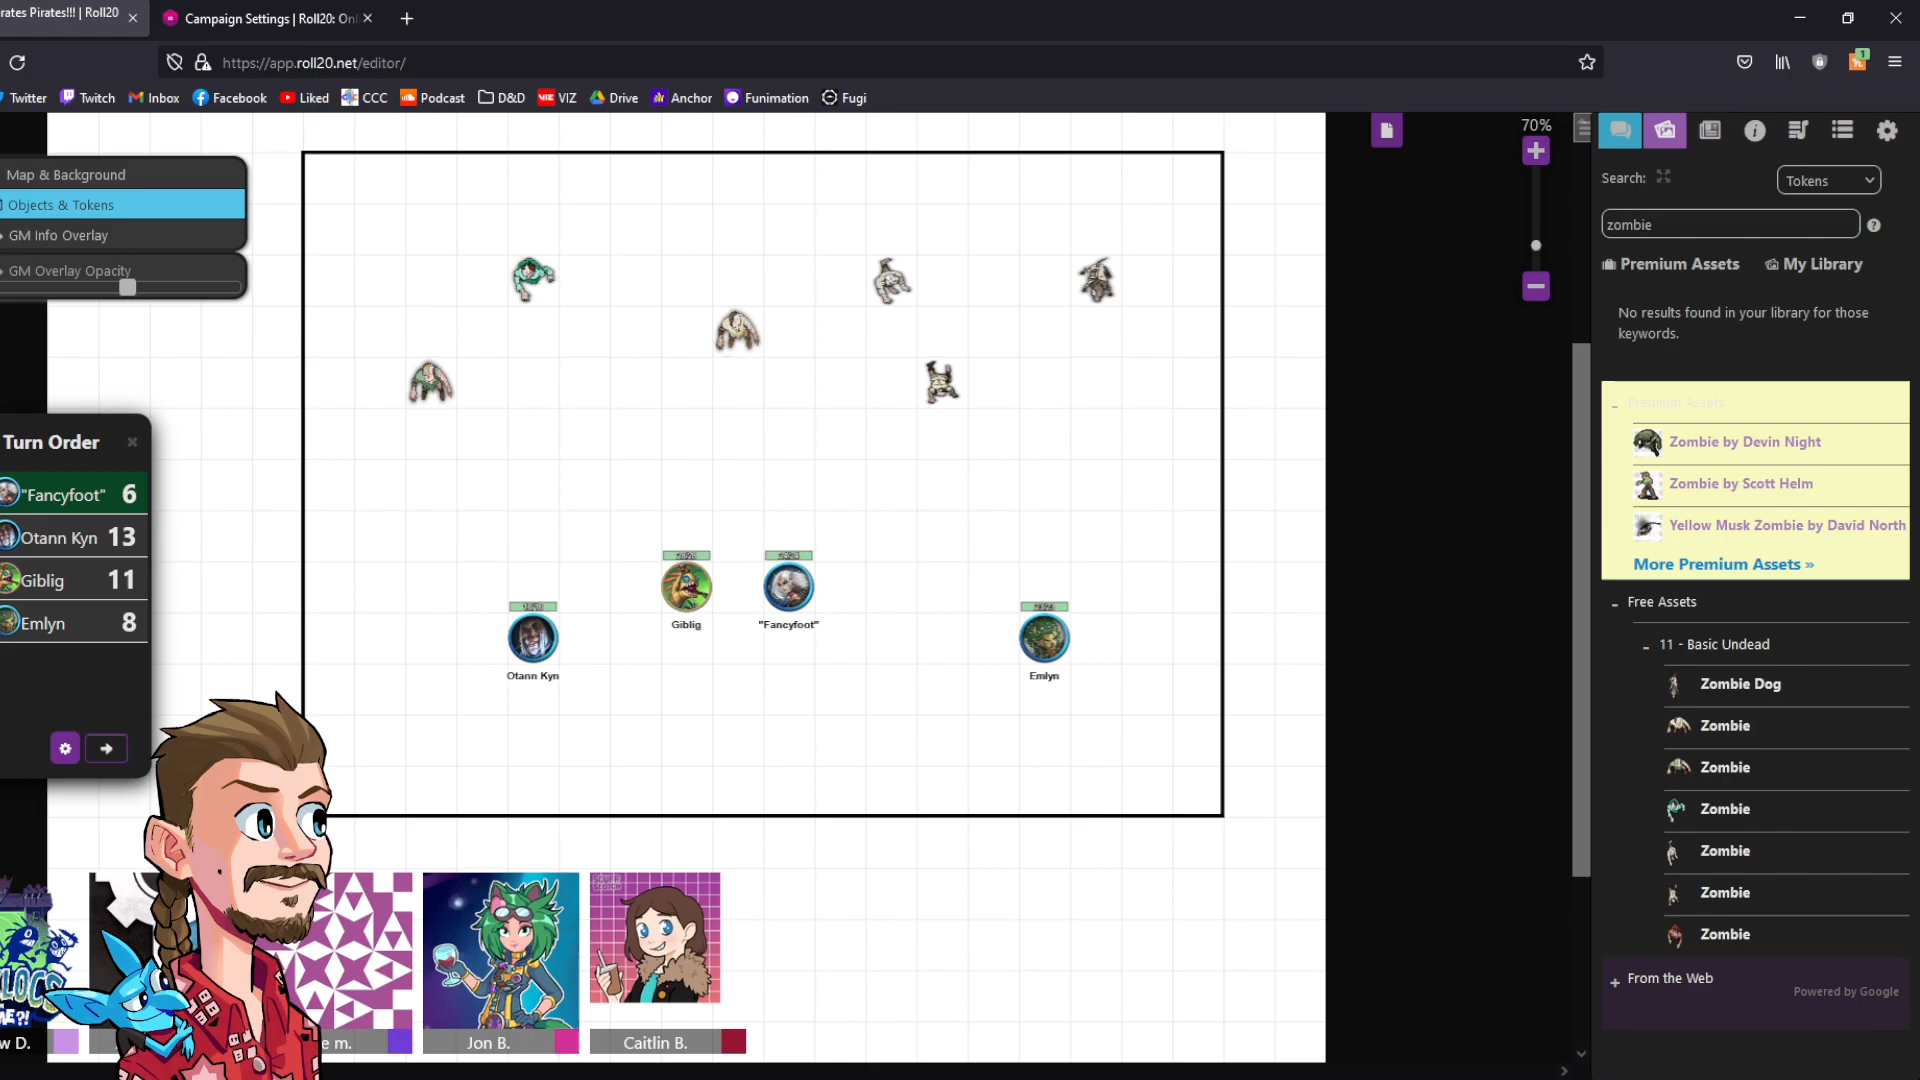 rates Pirates!!! | Roll20
Campaign Settings | Roll20: Onl
https://app.roll20.net/editor/
Twitter
Twitch
Inbox
Facebook
Liked
CCC
Podcast
D&D
VIZ
Drive
Anchor
Funimation
Fugi
1
Map & Background
Objects & Tokens
GM Info Overlay
GM Overlay Opacity
Turn Order
"Fancyfoot" 6
Otann Kyn 13
Giblig 11
Emlyn 8
Giblig
"Fancyfoot"
Otann Kyn
Emlyn
70%
Search:
Tokens
zombie
Premium Assets
My Library
No results found in your library for those
keywords.
Premium Assets
Zombie by Devin Night
Zombie by Scott Helm
Yellow Musk Zombie by David North
More Premium Assets »
Free Assets
11 - Basic Undead
Zombie Dog
Zombie
Zombie
Zombie
Zombie
Zombie
Zombie
From the Web
Powered by Google
w D.
e m.
Jon B.
Caitlin B.